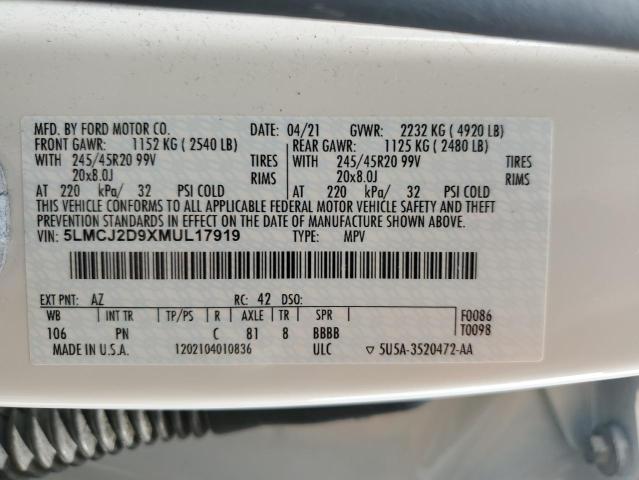 MFD. BY FORD MOTOR CO. DATE: 04/21 GVWR: 2232 KG ( 4920 LB)
FRONT GAWR: 1152 KG ( 2540 LB) REAR GAWR: 1125 KG ( 2480 LB)
WITH 245/45R20 99V TIRES WITH 245/45R20 99V TIRES
20x8.0J RIMS 20x8.0J RIMS
AT 220 kPa/ 32 PSI COLD AT 220 kPa/ 32 PSI COLD
THIS VEHICLE CONFORMS TO ALL APPLICABLE FEDERAL MOTOR VEHICLE SAFETY AND THEFT
PREVENTION STANDARDS IN EFFECT ON THE DATE OF MANUFACTURE SHOWN ABOVE.
VIN: 5LMCJ2D9XMUL17919 TYPE: MPV
EXT PNT: AZ RC: 42 DSO:
WB INT TR TP/PS R AXLE TR SPR F0086
106 PN C 81 8 BBBB T0098
MADE IN U.S.A. 1202104010836 ULC ▽ 5U5A-3520472-AA